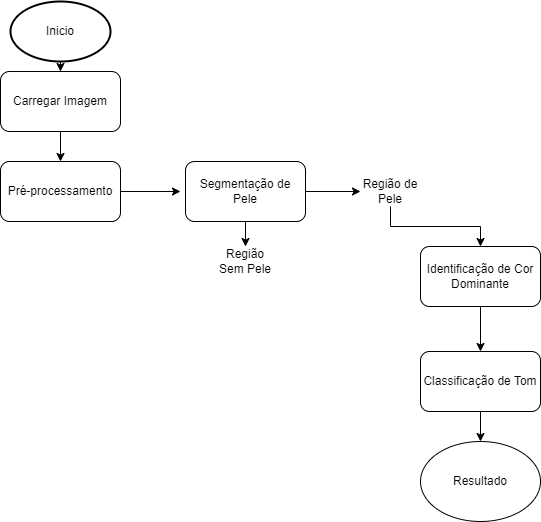 Inicio
Carregar Imagem
Pré-processamento
Segmentação de
Pele
Região de
Pele
Região
Sem Pele
Identificação de Cor
Dominante
Classificação de Tom
Resultado